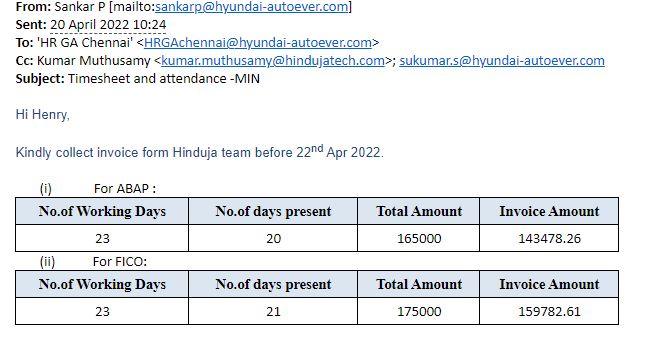 From: Sankar P [mailto:sankarp@hyundai-autoever.com]
Sent: 20 April 2022 10:24
To: 'HR GA Chennai' <HRGAchennai@hyundai-autoever.com>
Cc: Kumar Muthusamy <kumar.muthusamy@hindujatech.com>; sukumar.s@hyundai-autoever.com
Subject: Timesheet and attendance -MIN
Hi Henry,
Kindly collect invoice form Hinduja team before 22nd Apr 2022.
(i) For ABAP :
No.of Working Days No.of days present Total Amount Invoice Amount
23 20 165000 143478.26
(ii) For FICO:
No.of Working Days No.of days present Total Amount Invoice Amount
23 21 175000 159782.61